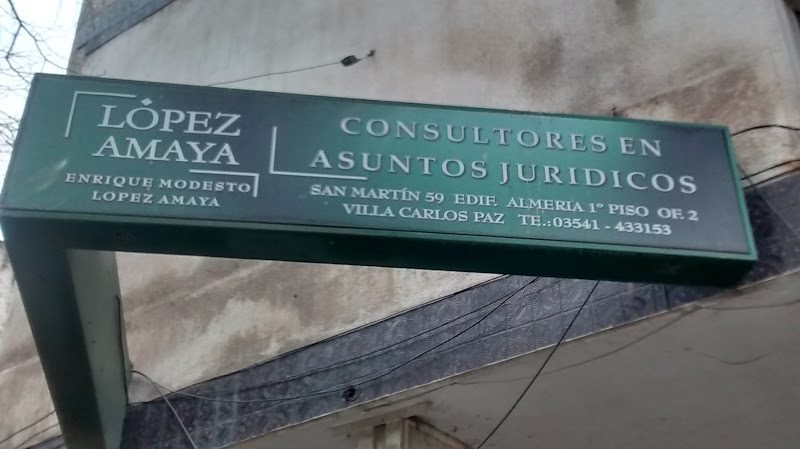 LÓPEZ
AMAYA
ENRIQUE MODESTO
LOPEZ AMAYA
CONSULTORES EN
ASUNTOS JURIDICOS
SAN MARTÍN 59 EDIF. ALMERIA 1º PISO OF. 2
VILLA CARLOS PAZ TE.: 03541 - 433153